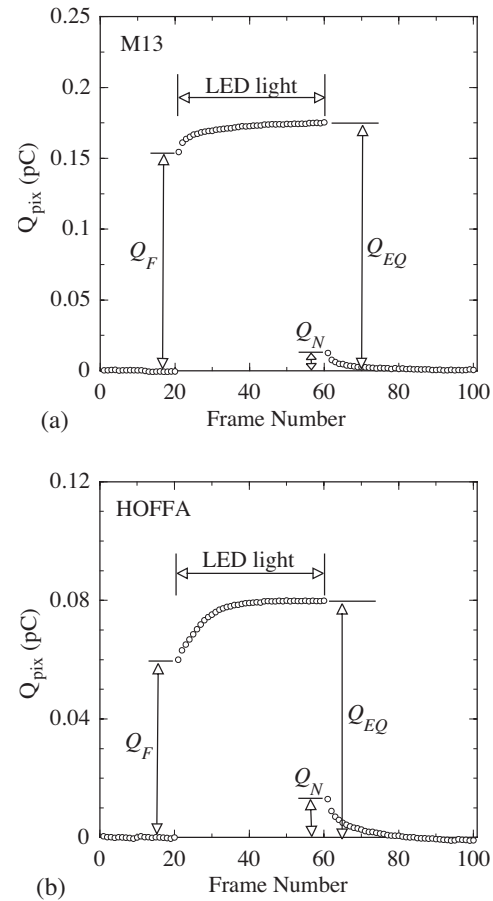 M13
0.25
0.2
LED light
0.15
Q_pix (pC)
Q_F
Q_EQ
0.1
0.05
Q_N
0
0 20 40 60 80 100
Frame Number
(a)
0.12
HOFFA
LED light
0.08
Q_pix (pC)
Q_F
Q_EQ
0.04
Q_N
0
0 20 40 60 80 100
Frame Number
(b)